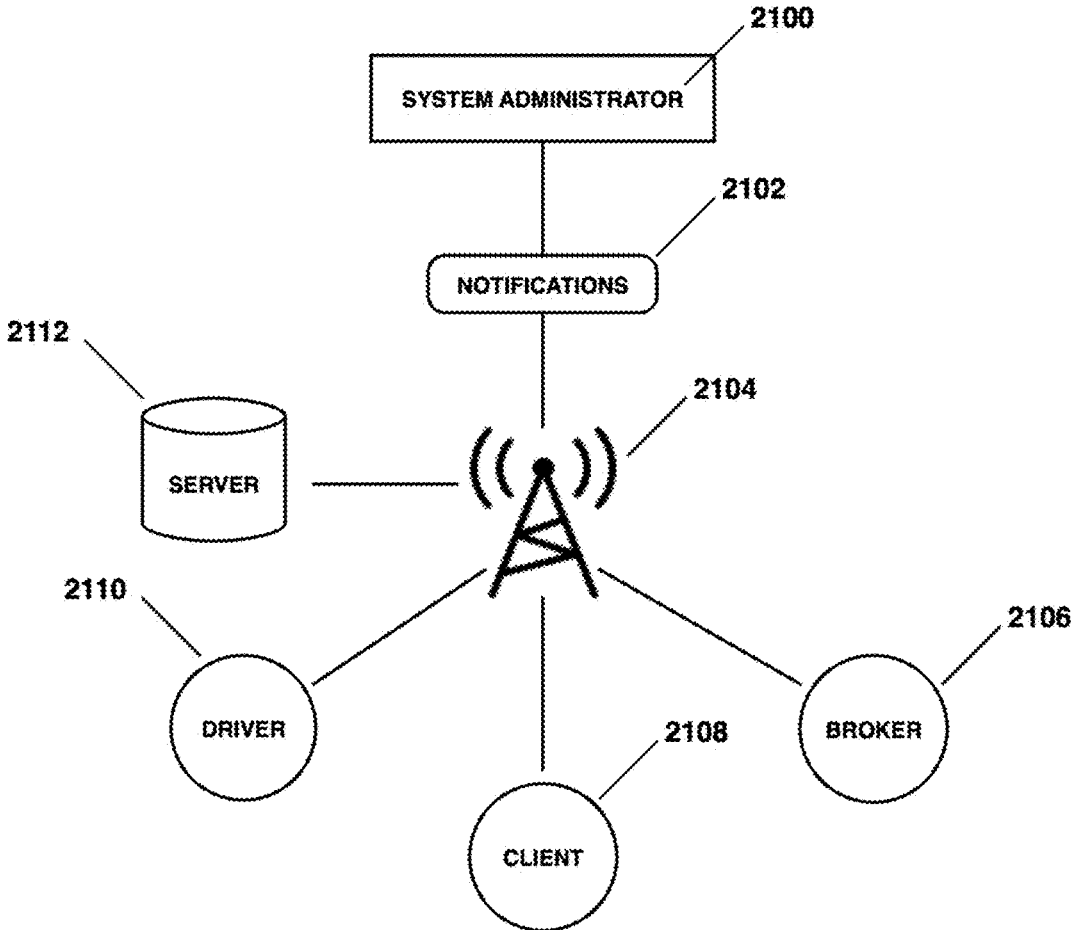 2100
SYSTEM ADMINISTRATOR
2102
NOTIFICATIONS
2112
2104
SERVER
2110
2106
DRIVER
BROKER
2108
CLIENT